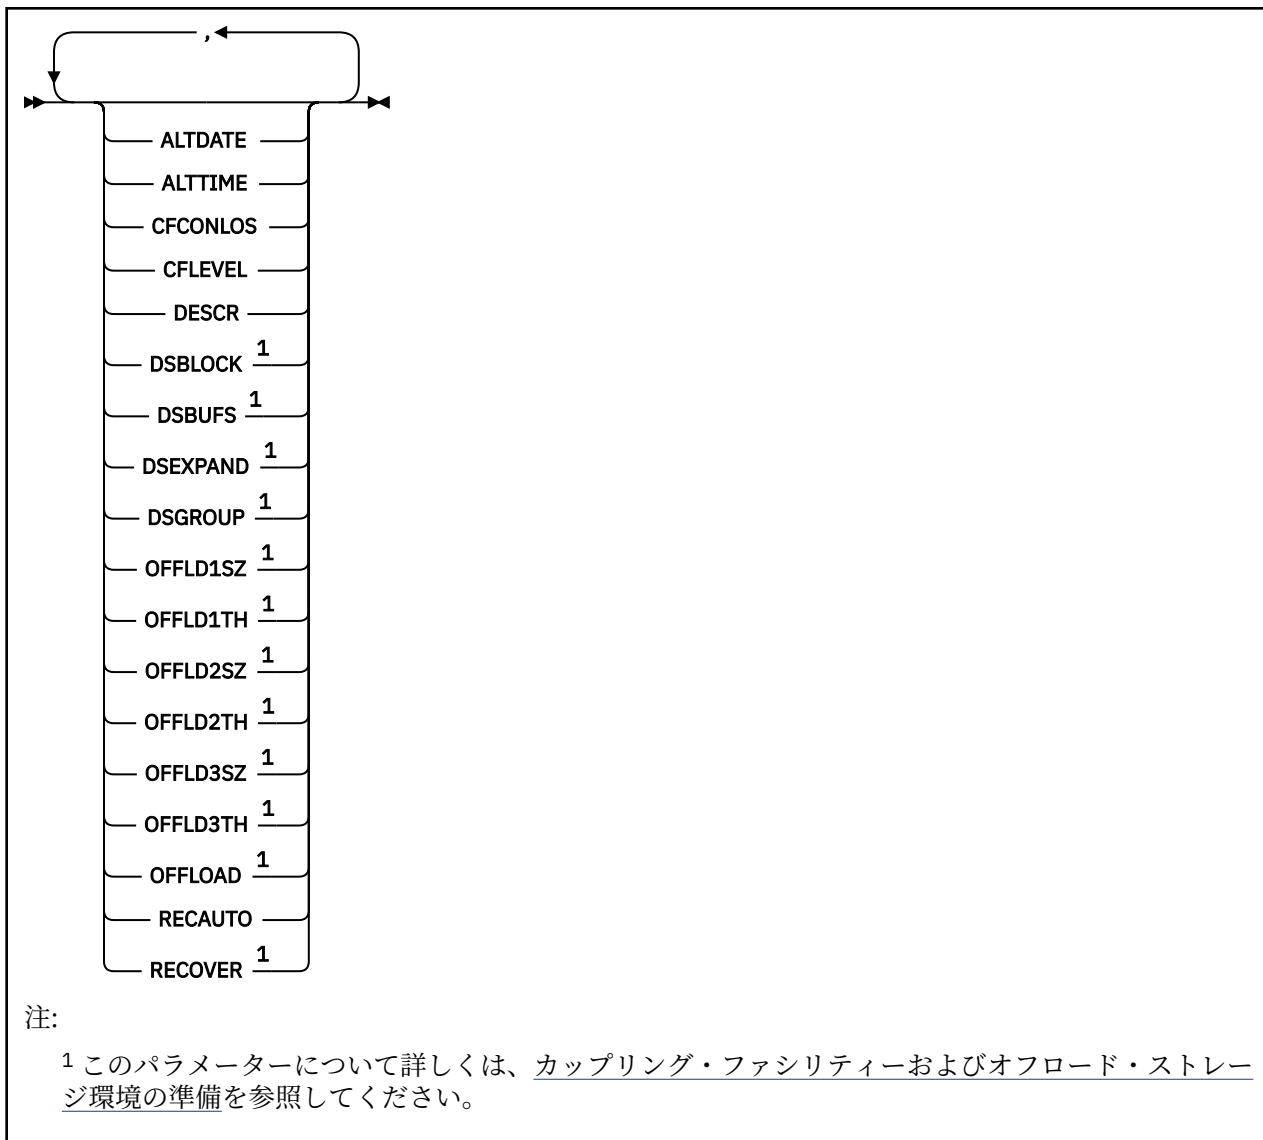 ,
ALTDATE
ALTTIME
CFCONLOS
CFLEVEL
DESCR
DSBLOCK 1
DSBUFS 1
DSEXPAND 1
DSGROUP 1
OFFLD1SZ 1
OFFLD1TH 1
OFFLD2SZ 1
OFFLD2TH 1
OFFLD3SZ 1
OFFLD3TH 1
OFFLOAD 1
RECAUTO
RECOVER 1
注:
1 このパラメーターについて詳しくは、カップリング・ファシリティーおよびオフロード・ストレー
ジ環境の準備を参照してください。